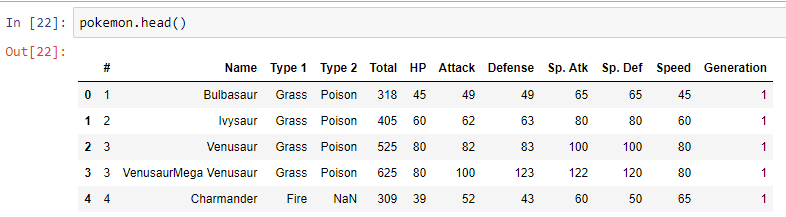 In [22]: pokemon.head()
Out[22]:
# Name Type 1 Type 2 Total HP Attack Defense Sp. Atk Sp. Def Speed Generation
0 1 Bulbasaur Grass Poison 318 45 49 49 65 65 45 1
1 2 Ivysaur Grass Poison 405 60 62 63 80 80 60 1
2 3 Venusaur Grass Poison 525 80 82 83 100 100 80 1
3 3 VenusaurMega Venusaur Grass Poison 625 80 100 123 122 120 80 1
4 4 Charmander Fire NaN 309 39 52 43 60 50 65 1